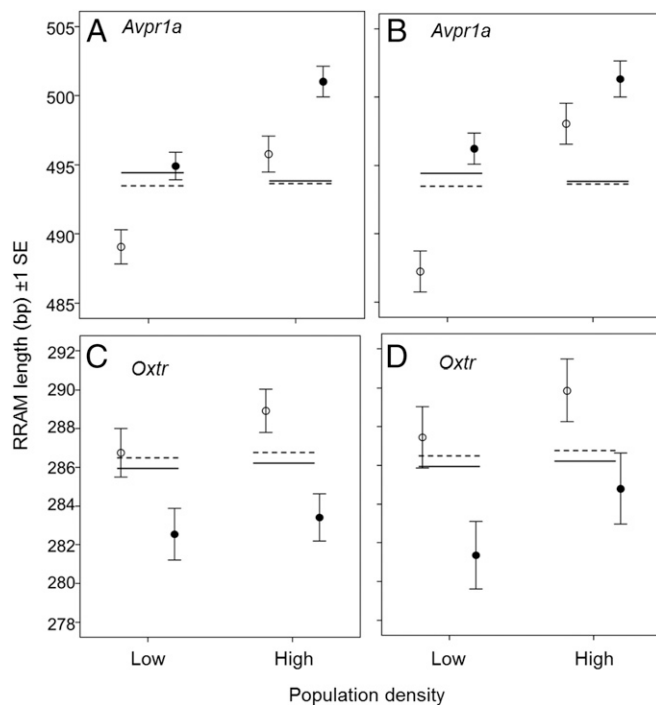 A Avpr1a
B Avpr1a
505
500
495
490
485
C Oxtr
D Oxtr
292
290
288
286
284
282
280
278
RRAM length (bp) ±1 SE
Low High Low High
Population density